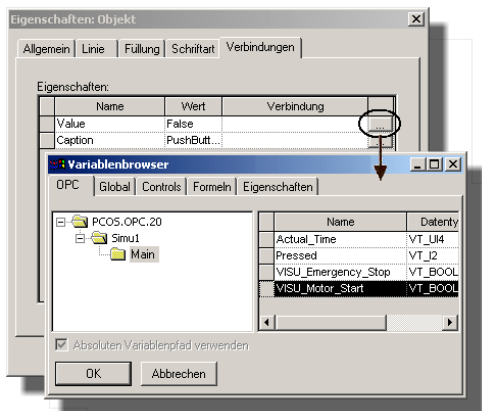 Eigenschaften: Objekt
Allgemein Linie Füllung Schriftart Verbindungen
Eigenschaften:
Name Wert Verbindung
Value False ...
Caption PushButt... ...
Variablenbrowser
OPC Global Controls Formeln Eigenschaften
PCOS.OPC.20
Simu1
Main
Name Datenty
Actual_Time VT_UI4
Pressed VT_I2
VISU_Emergency_Stop VT_BOOL
VISU_Motor_Start VT_BOOL
Absoluten Variablenpfad verwenden
OK Abbrechen